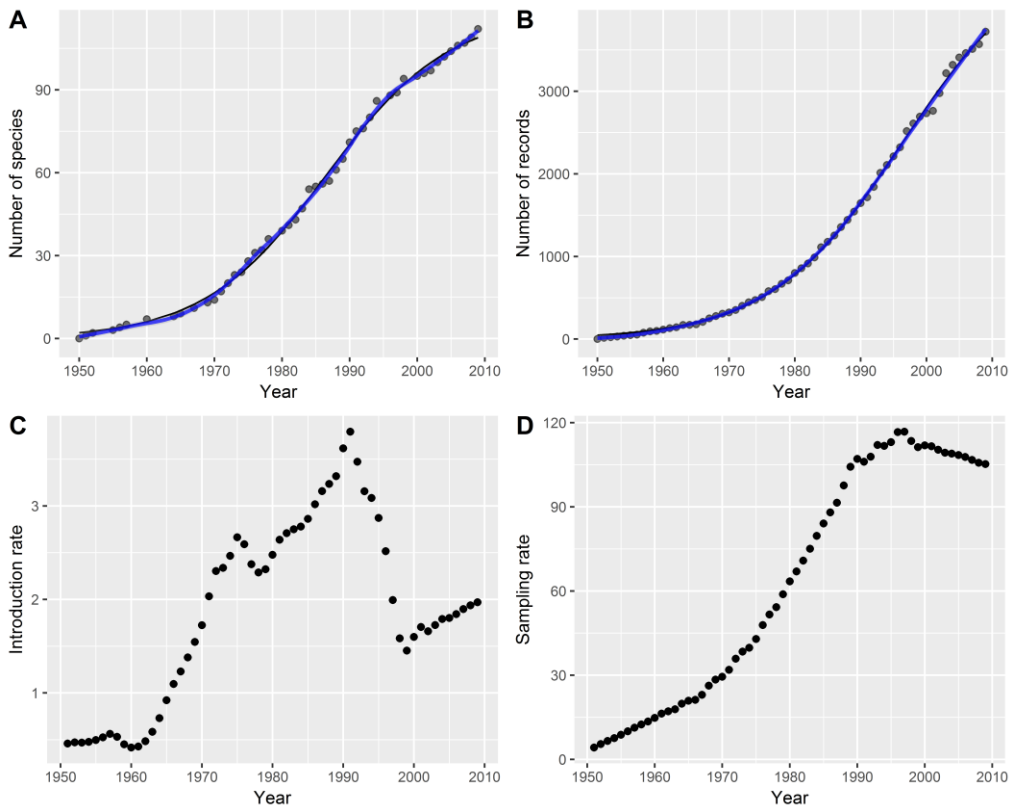 A
Number of species
90
60
30
0
1950 1960 1970 1980 1990 2000 2010
Year
B
Number of records
3000
2000
1000
0
1950 1960 1970 1980 1990 2000 2010
Year
C
Introduction rate
3
2
1
1950 1960 1970 1980 1990 2000 2010
Year
D
Sampling rate
120
90
60
30
0
1950 1960 1970 1980 1990 2000 2010
Year